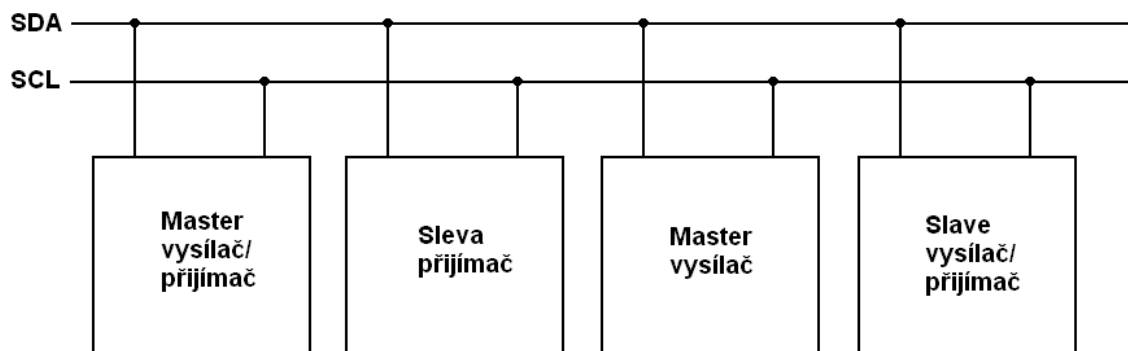 SDA
SCL
Master
vysílač/
přijímač
Sleva
přijímač
Master
vysílač
Slave
vysílač/
přijímač